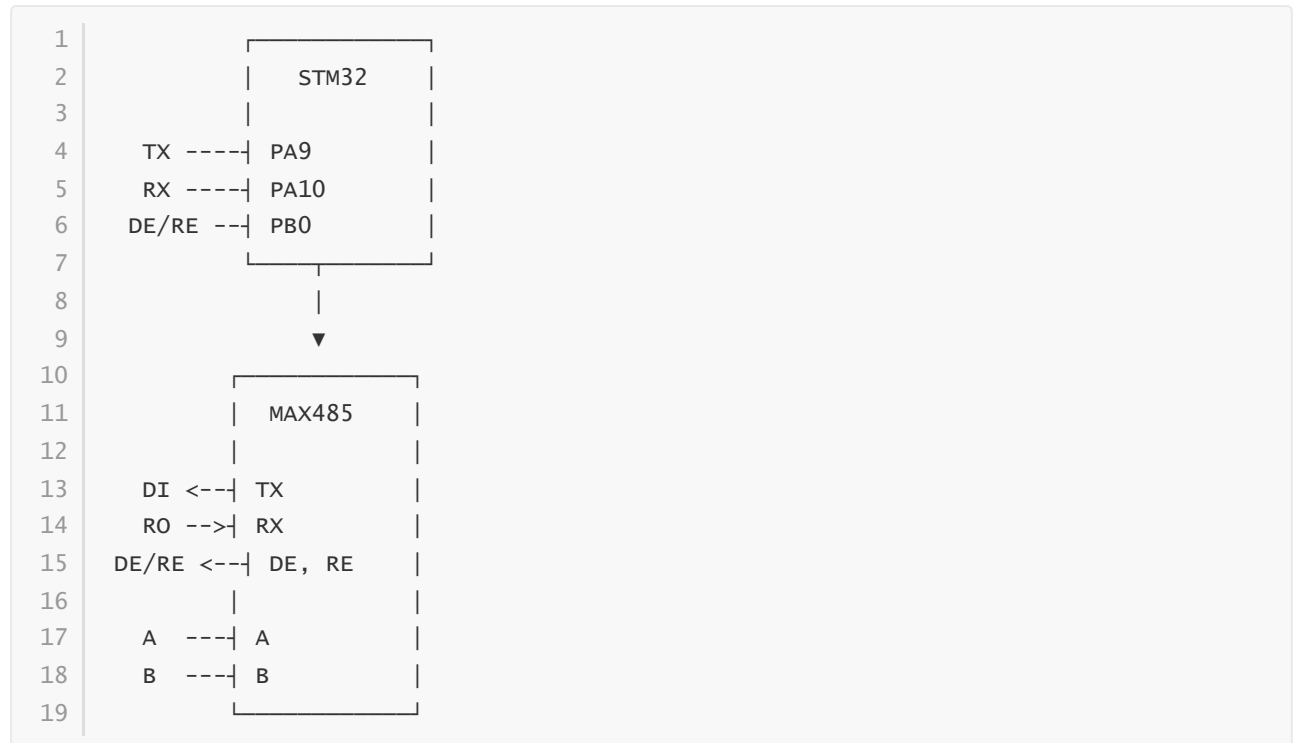 1
2 STM32
3
4 TX ----┤ PA9
5 RX ----┤ PA10
6 DE/RE --┤ PB0
7
8
9 ▼
10
11 MAX485
12
13 DI <--┤ TX
14 RO -->┤ RX
15 DE/RE <--┤ DE, RE
16
17 A ---┤ A
18 B ---┤ B
19